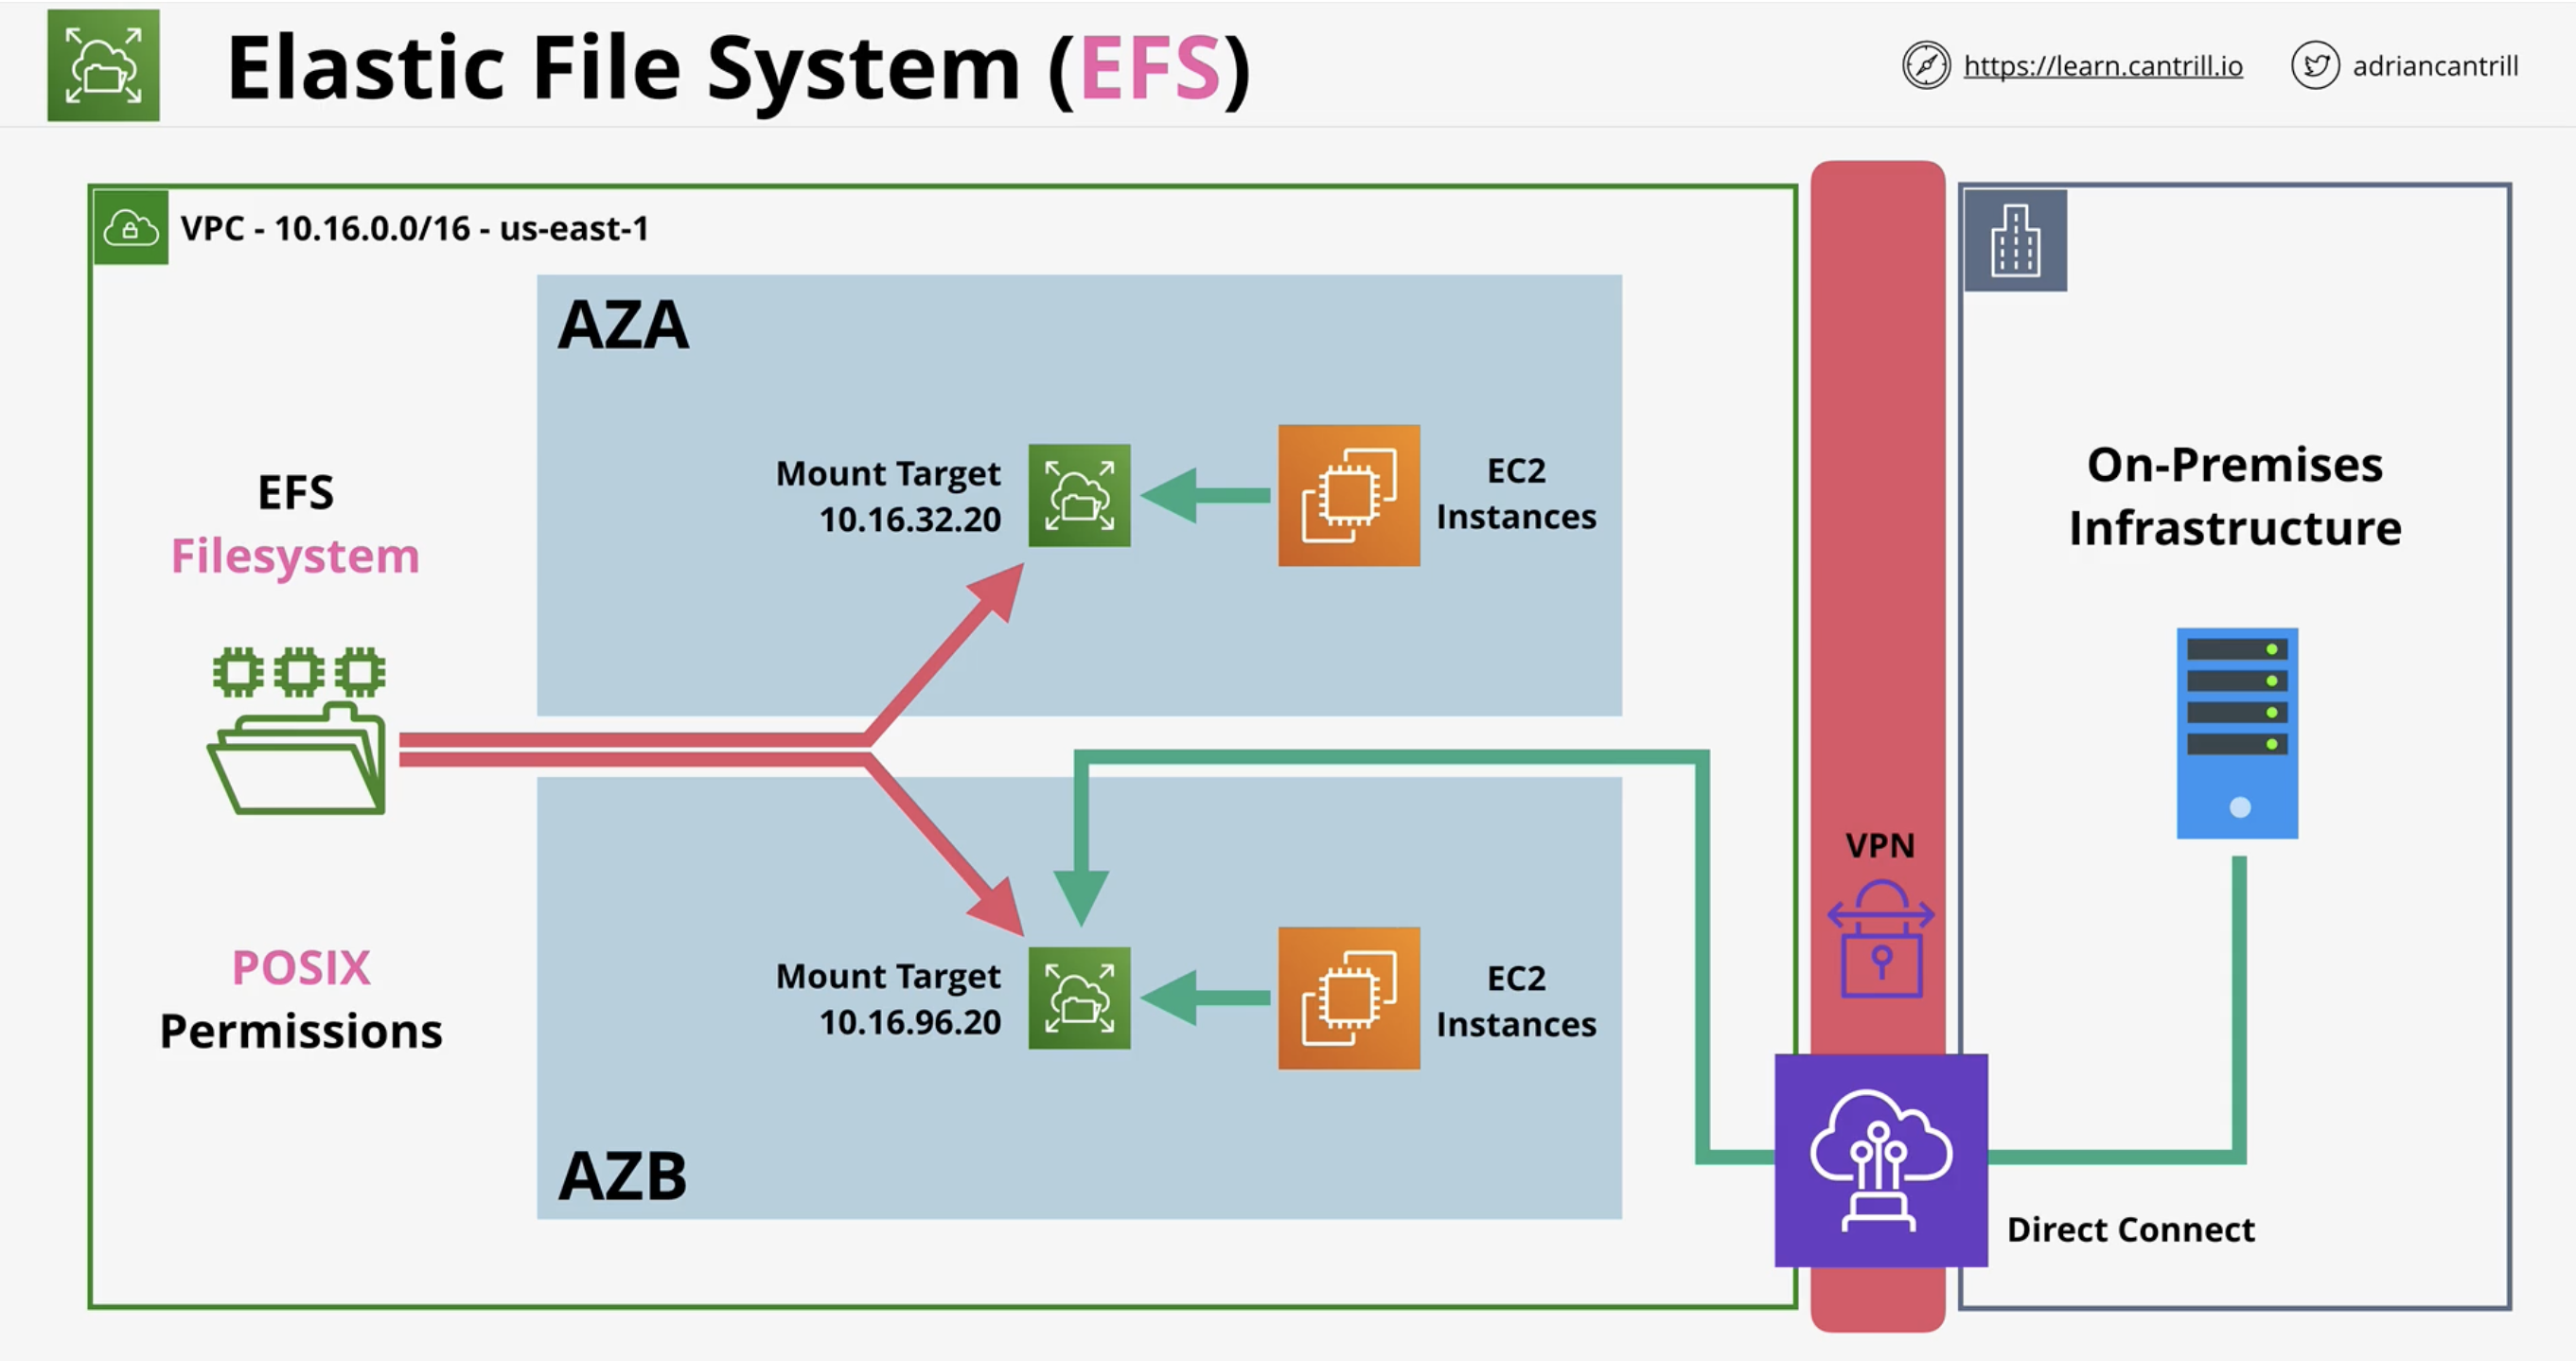 Elastic File System (EFS)
https://learn.cantrill.io
adriancantrill
VPC - 10.16.0.0/16 - us-east-1
AZA
Mount Target
10.16.32.20
EC2
Instances
EFS
Filesystem
POSIX
Permissions
Mount Target
10.16.96.20
EC2
Instances
AZB
VPN
On-Premises
Infrastructure
Direct Connect